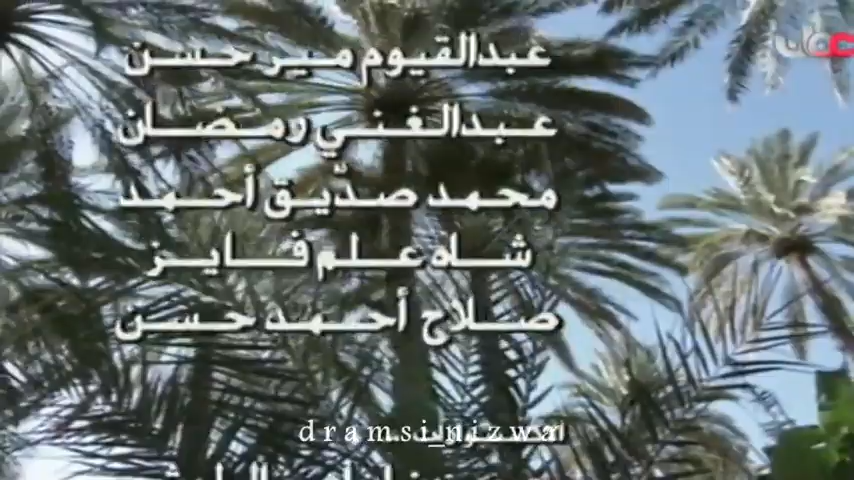 عبدالقيوم مير حسن
عبدالغني رمضان
محمد صدّيق أحمد
شاه علم فايز
صلاح أحمد حسن
dramsi_nizwa